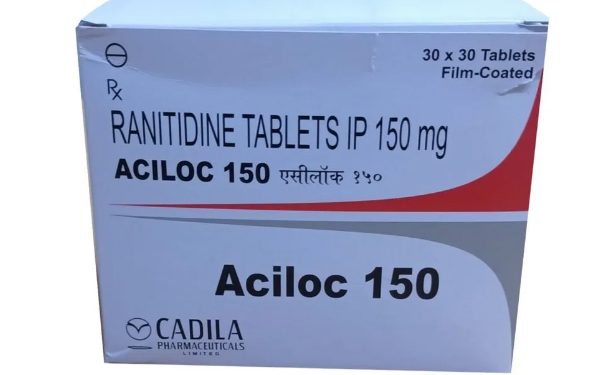 30 x 30 Tablets
Film-Coated
Rx
RANITIDINE TABLETS IP 150 mg
ACILOC 150 एसीलॉक १५०
Aciloc 150
CADILA
PHARMACEUTICALS
LIMITED